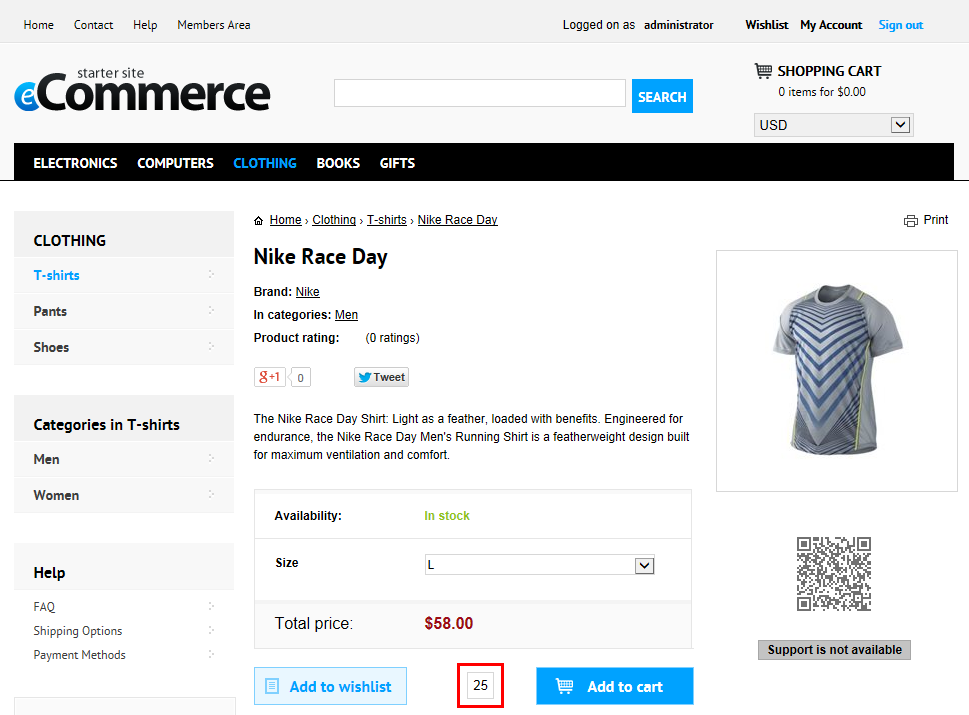 Home Contact Help Members Area Logged on as administrator Wishlist My Account Sign out
starter site
eCommerce
SEARCH
SHOPPING CART
0 items for $0.00
USD
ELECTRONICS COMPUTERS CLOTHING BOOKS GIFTS
CLOTHING
T-shirts
Pants
Shoes
Categories in T-shirts
Men
Women
Help
FAQ
Shipping Options
Payment Methods
Home › Clothing › T-shirts › Nike Race Day
Print
Nike Race Day
Brand: Nike
In categories: Men
Product rating: (0 ratings)
g+1 0 Tweet
The Nike Race Day Shirt: Light as a feather, loaded with benefits. Engineered for
endurance, the Nike Race Day Men's Running Shirt is a featherweight design built
for maximum ventilation and comfort.
Availability: In stock
Size L
Total price: $58.00
Add to wishlist 25 Add to cart
Support is not available